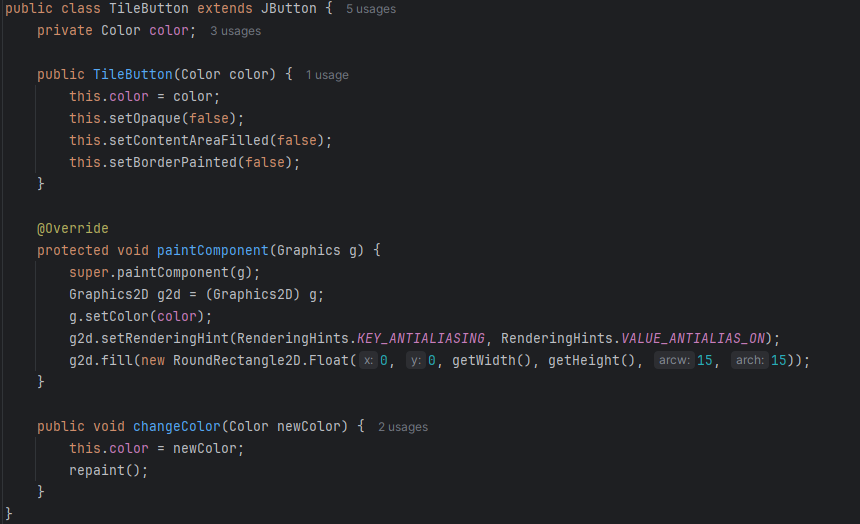 public class TileButton extends JButton { 5 usages
private Color color; 3 usages
public TileButton(Color color) { 1 usage
this.color = color;
this.setOpaque(false);
this.setContentAreaFilled(false);
this.setBorderPainted(false);
}
@Override
protected void paintComponent(Graphics g) {
super.paintComponent(g);
Graphics2D g2d = (Graphics2D) g;
g.setColor(color);
g2d.setRenderingHint(RenderingHints.KEY_ANTIALIASING, RenderingHints.VALUE_ANTIALIAS_ON);
g2d.fill(new RoundRectangle2D.Float( x: 0, y: 0, getWidth(), getHeight(), arcw: 15, arch: 15));
}
public void changeColor(Color newColor) { 2 usages
this.color = newColor;
repaint();
}
}